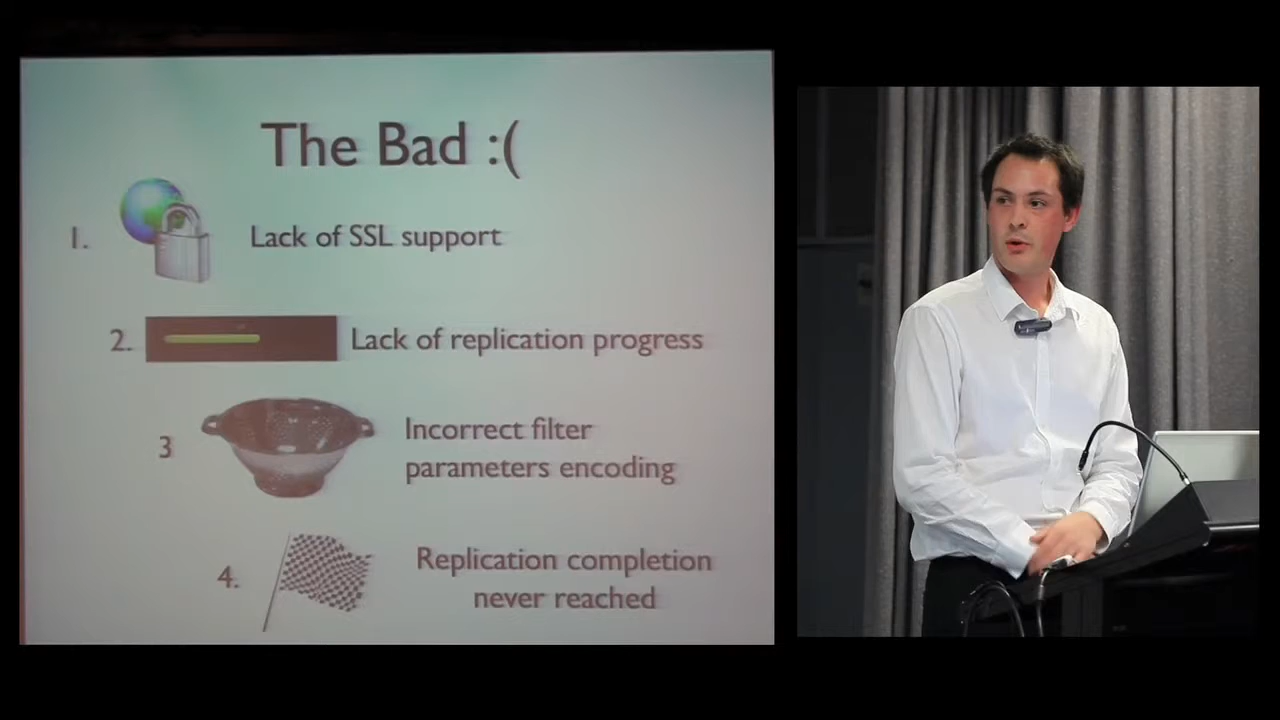 The Bad :(
1. Lack of SSL support
2. Lack of replication progress
3 Incorrect filter
parameters encoding
4. Replication completion
never reached